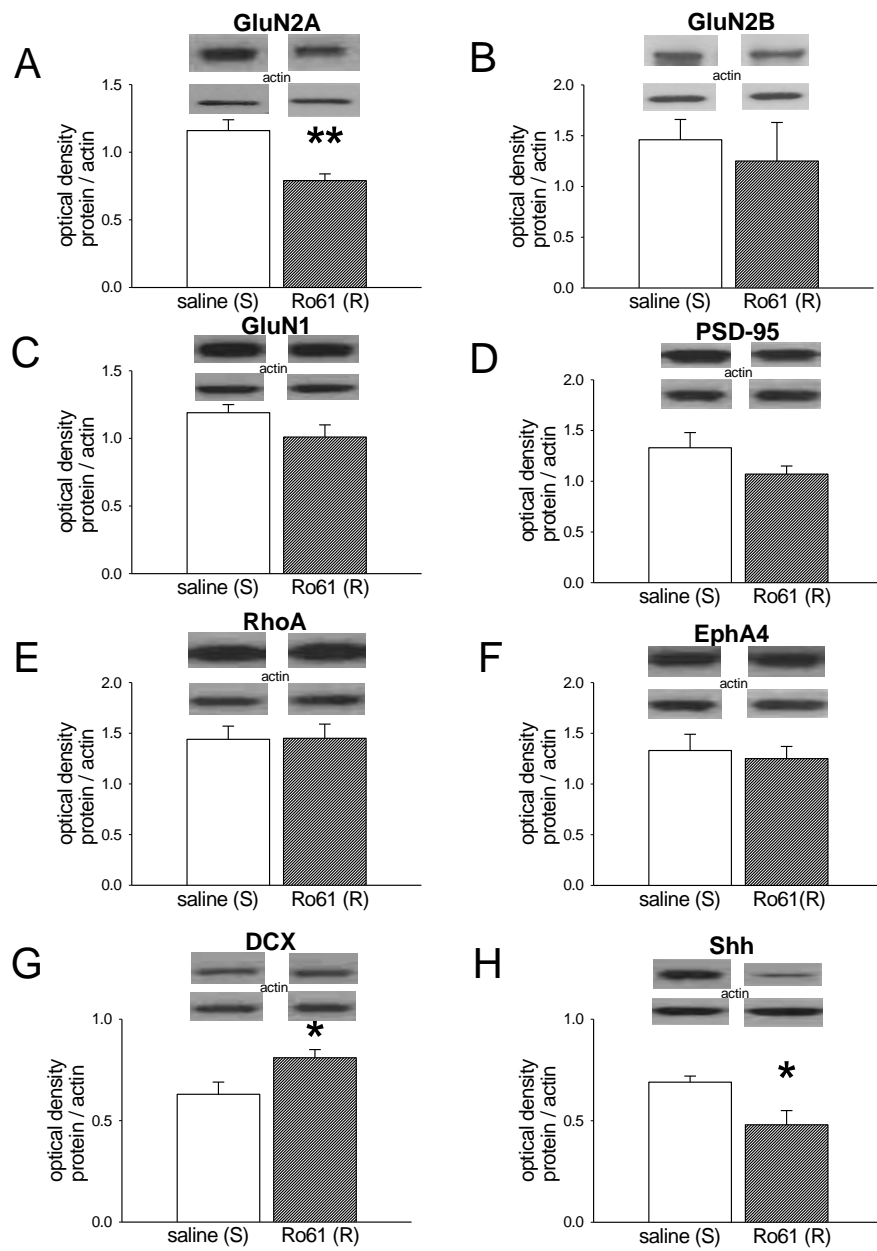 GluN2A
A
actin
1.5
1.0
0.5
0.0
optical density
protein / actin
**
saline (S) Ro61 (R)
GluN2B
B
actin
2.0
1.5
1.0
0.5
0.0
optical density
protein / actin
saline (S) Ro61 (R)
GluN1
C
actin
1.5
1.0
0.5
0.0
optical density
protein / actin
saline (S) Ro61 (R)
PSD-95
D
actin
2.0
1.5
1.0
0.5
0.0
optical density
protein / actin
saline (S) Ro61 (R)
RhoA
E
actin
2.0
1.5
1.0
0.5
0.0
optical density
protein / actin
saline (S) Ro61 (R)
EphA4
F
actin
2.0
1.5
1.0
0.5
0.0
optical density
protein / actin
saline (S) Ro61(R)
DCX
G
actin
1.0
0.5
0.0
optical density
protein / actin
*
saline (S) Ro61 (R)
Shh
H
actin
1.0
0.5
0.0
optical density
protein / actin
*
saline (S) Ro61 (R)